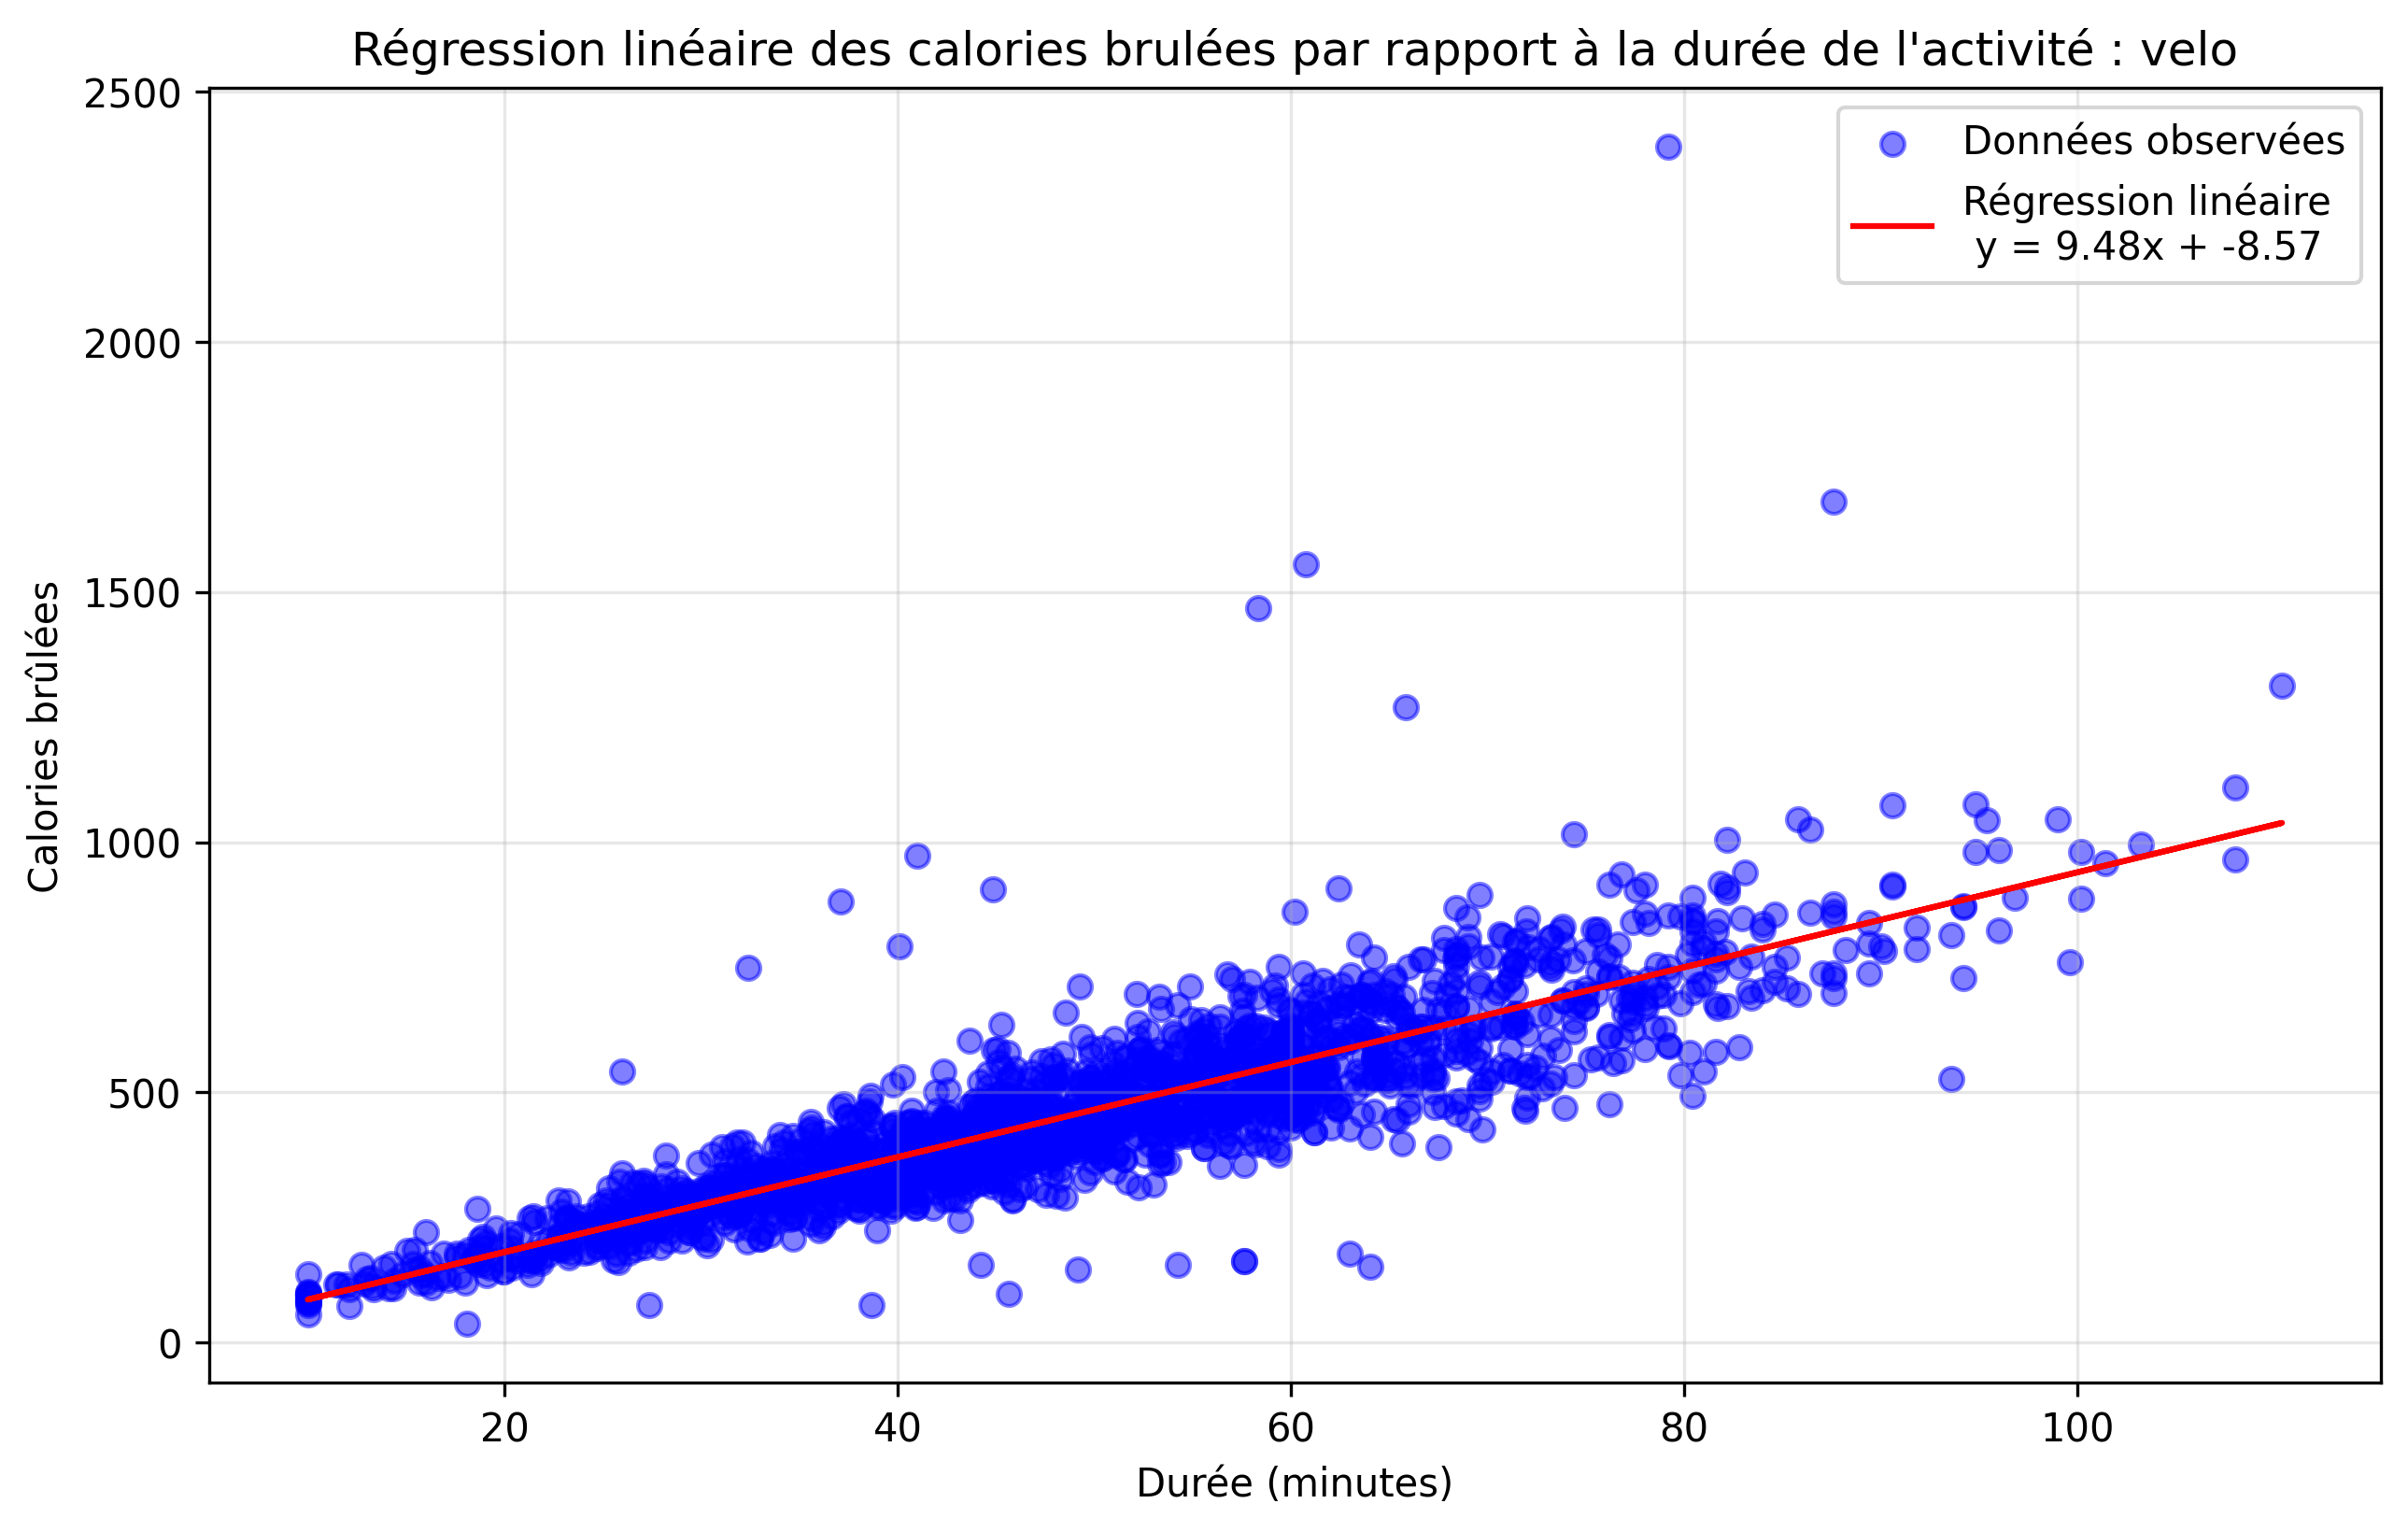 Régression linéaire des calories brulées par rapport à la durée de l'activité : velo
2500
2000
1500
1000
500
0
Calories brûlées
Données observées
Régression linéaire
y = 9.48x + -8.57
20 40 60 80 100
Durée (minutes)